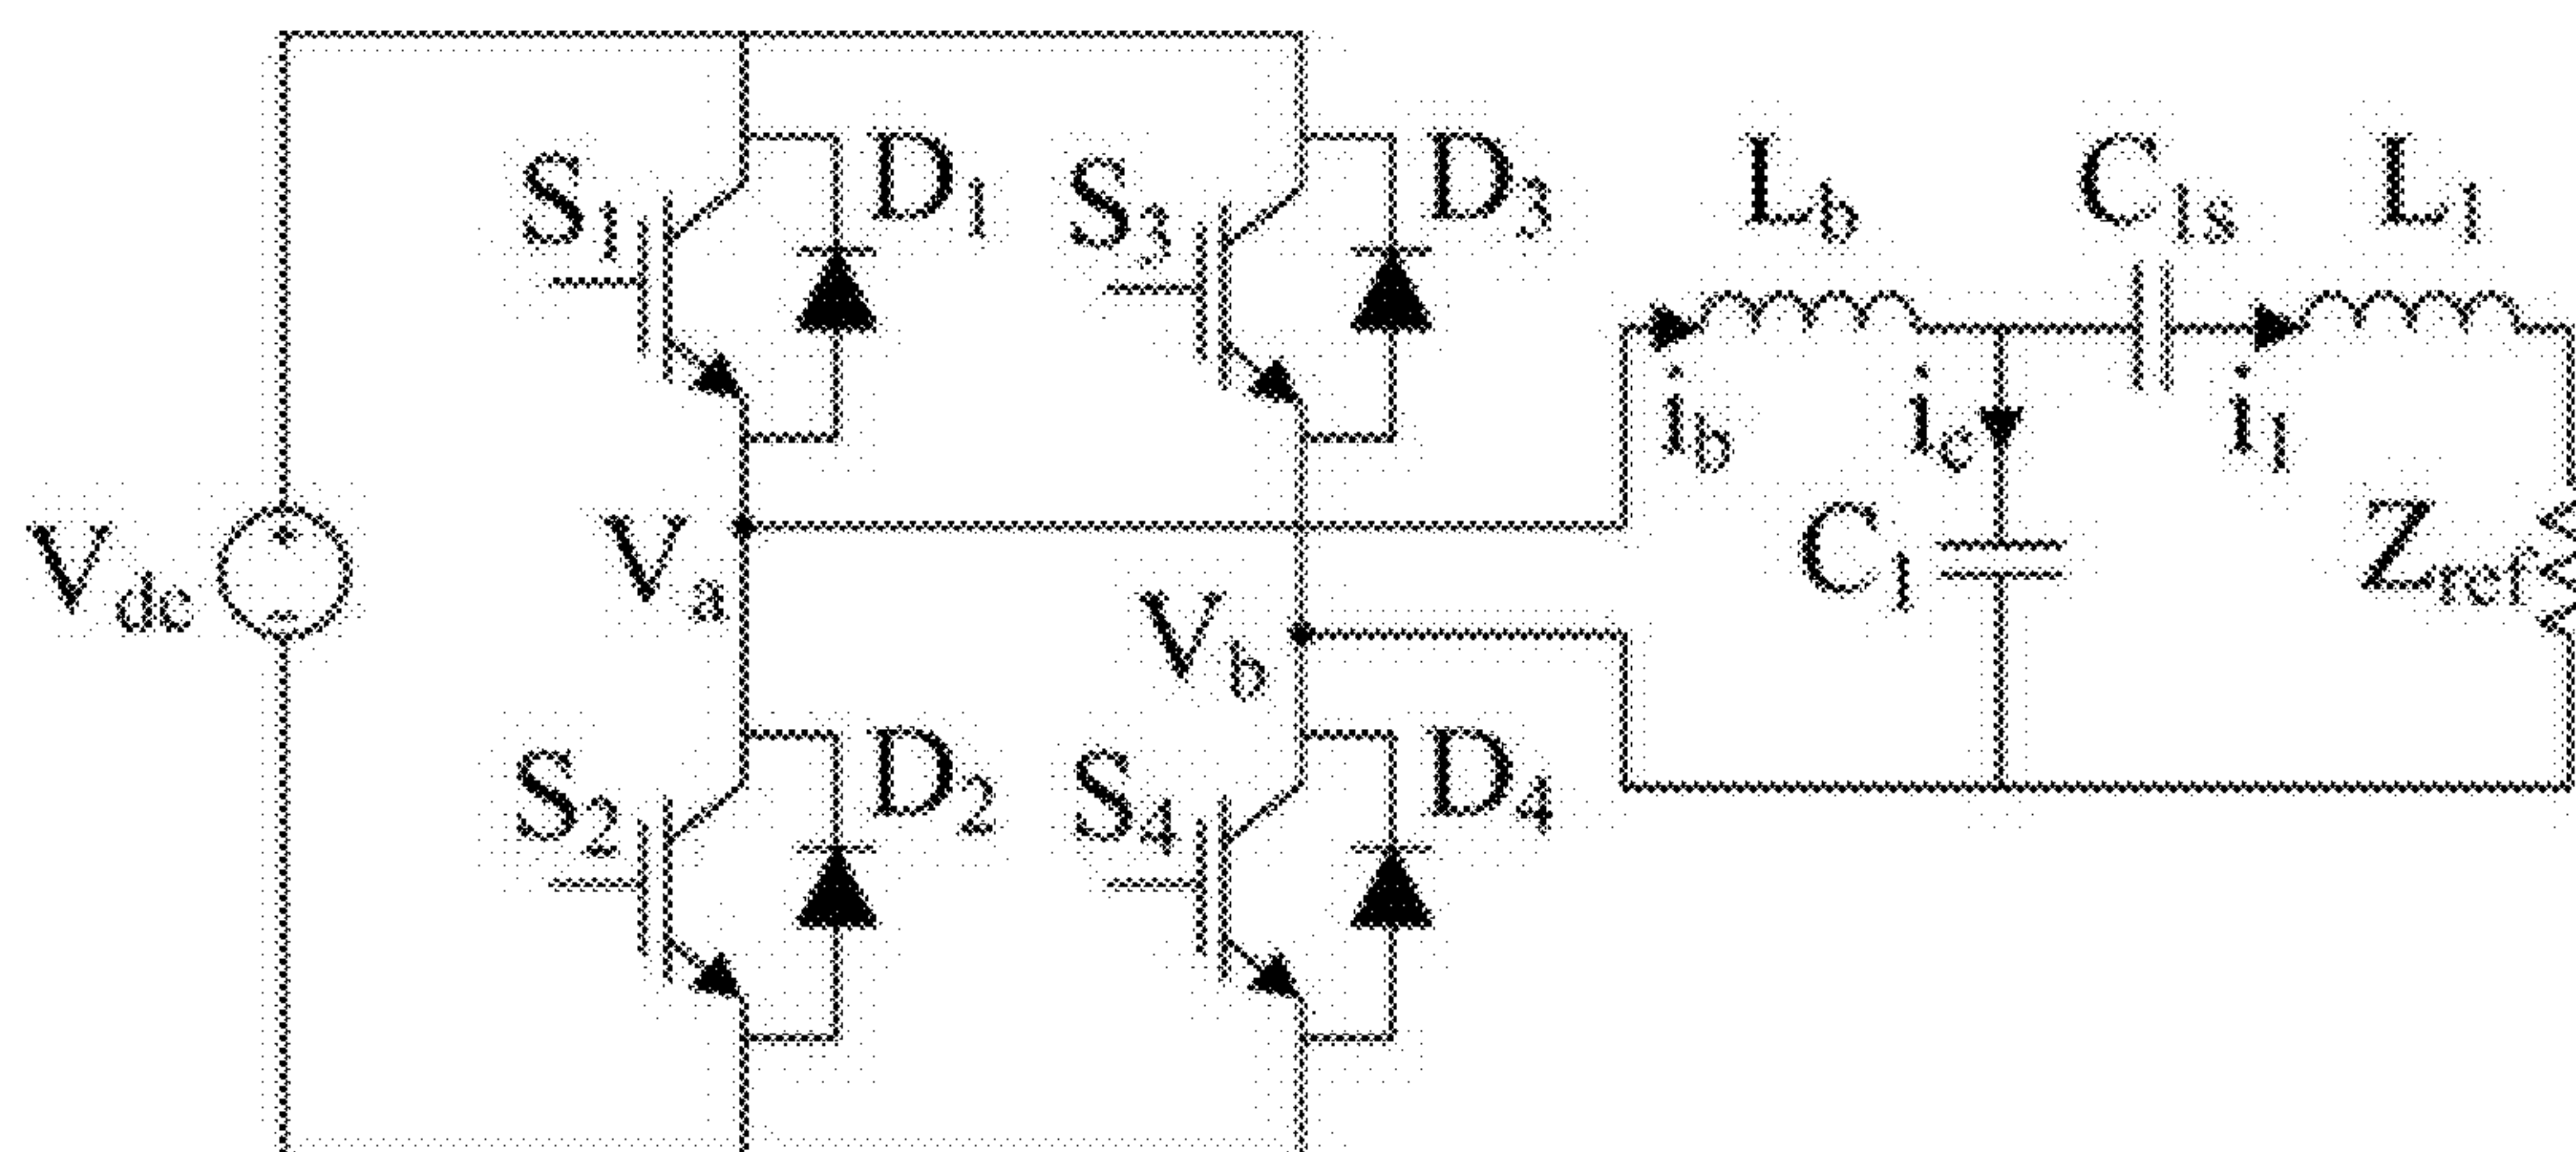 S1 D1 S3 D3 Lb C1s L1
ib ic i1
Vdc Va C1 Zref
Vb
S2 D2 S4 D4